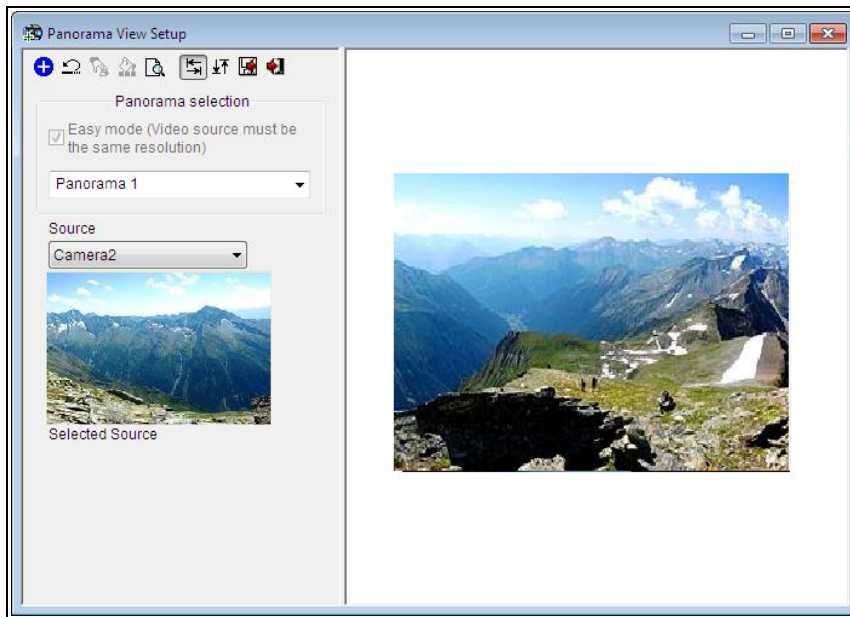 Panorama View Setup
Panorama selection
Easy mode (Video source must be
the same resolution)
Panorama 1
Source
Camera2
Selected Source